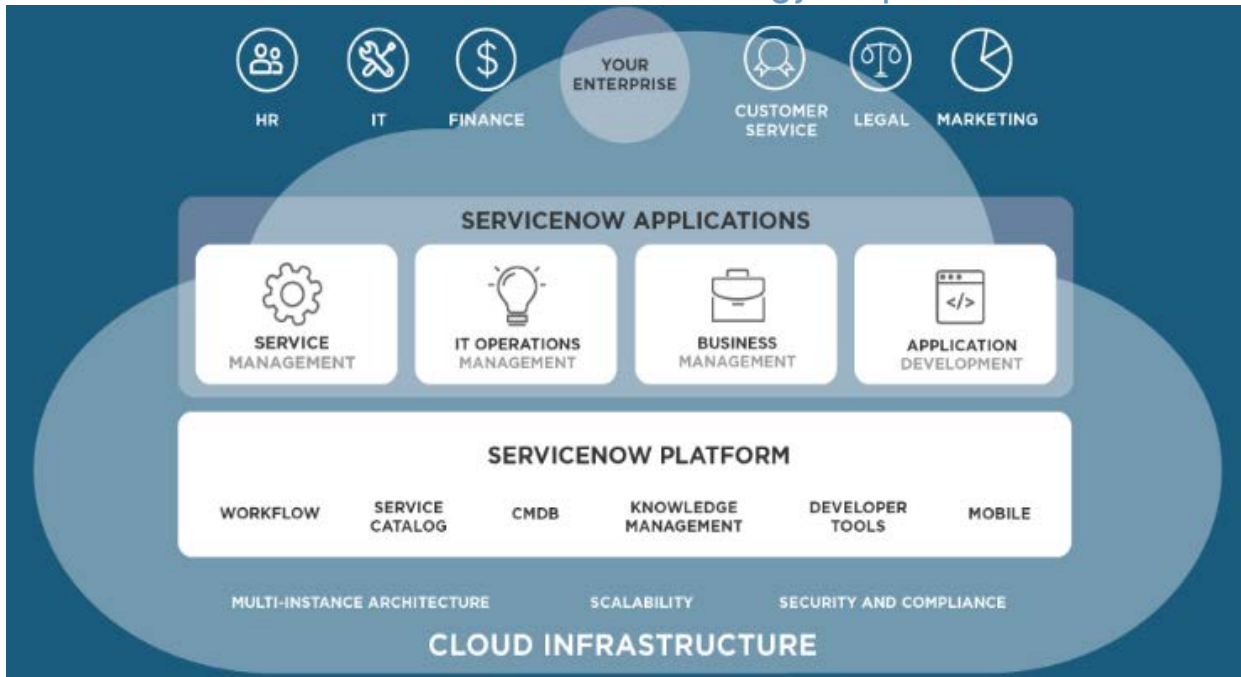 YOUR
ENTERPRISE
HR
IT
FINANCE
CUSTOMER
SERVICE
LEGAL
MARKETING
SERVICENOW APPLICATIONS
SERVICE
MANAGEMENT
IT OPERATIONS
MANAGEMENT
BUSINESS
MANAGEMENT
</>
APPLICATION
DEVELOPMENT
SERVICENOW PLATFORM
WORKFLOW
SERVICE
CATALOG
CMDB
KNOWLEDGE
MANAGEMENT
DEVELOPER
TOOLS
MOBILE
MULTI-INSTANCE ARCHITECTURE
SCALABILITY
SECURITY AND COMPLIANCE
CLOUD INFRASTRUCTURE